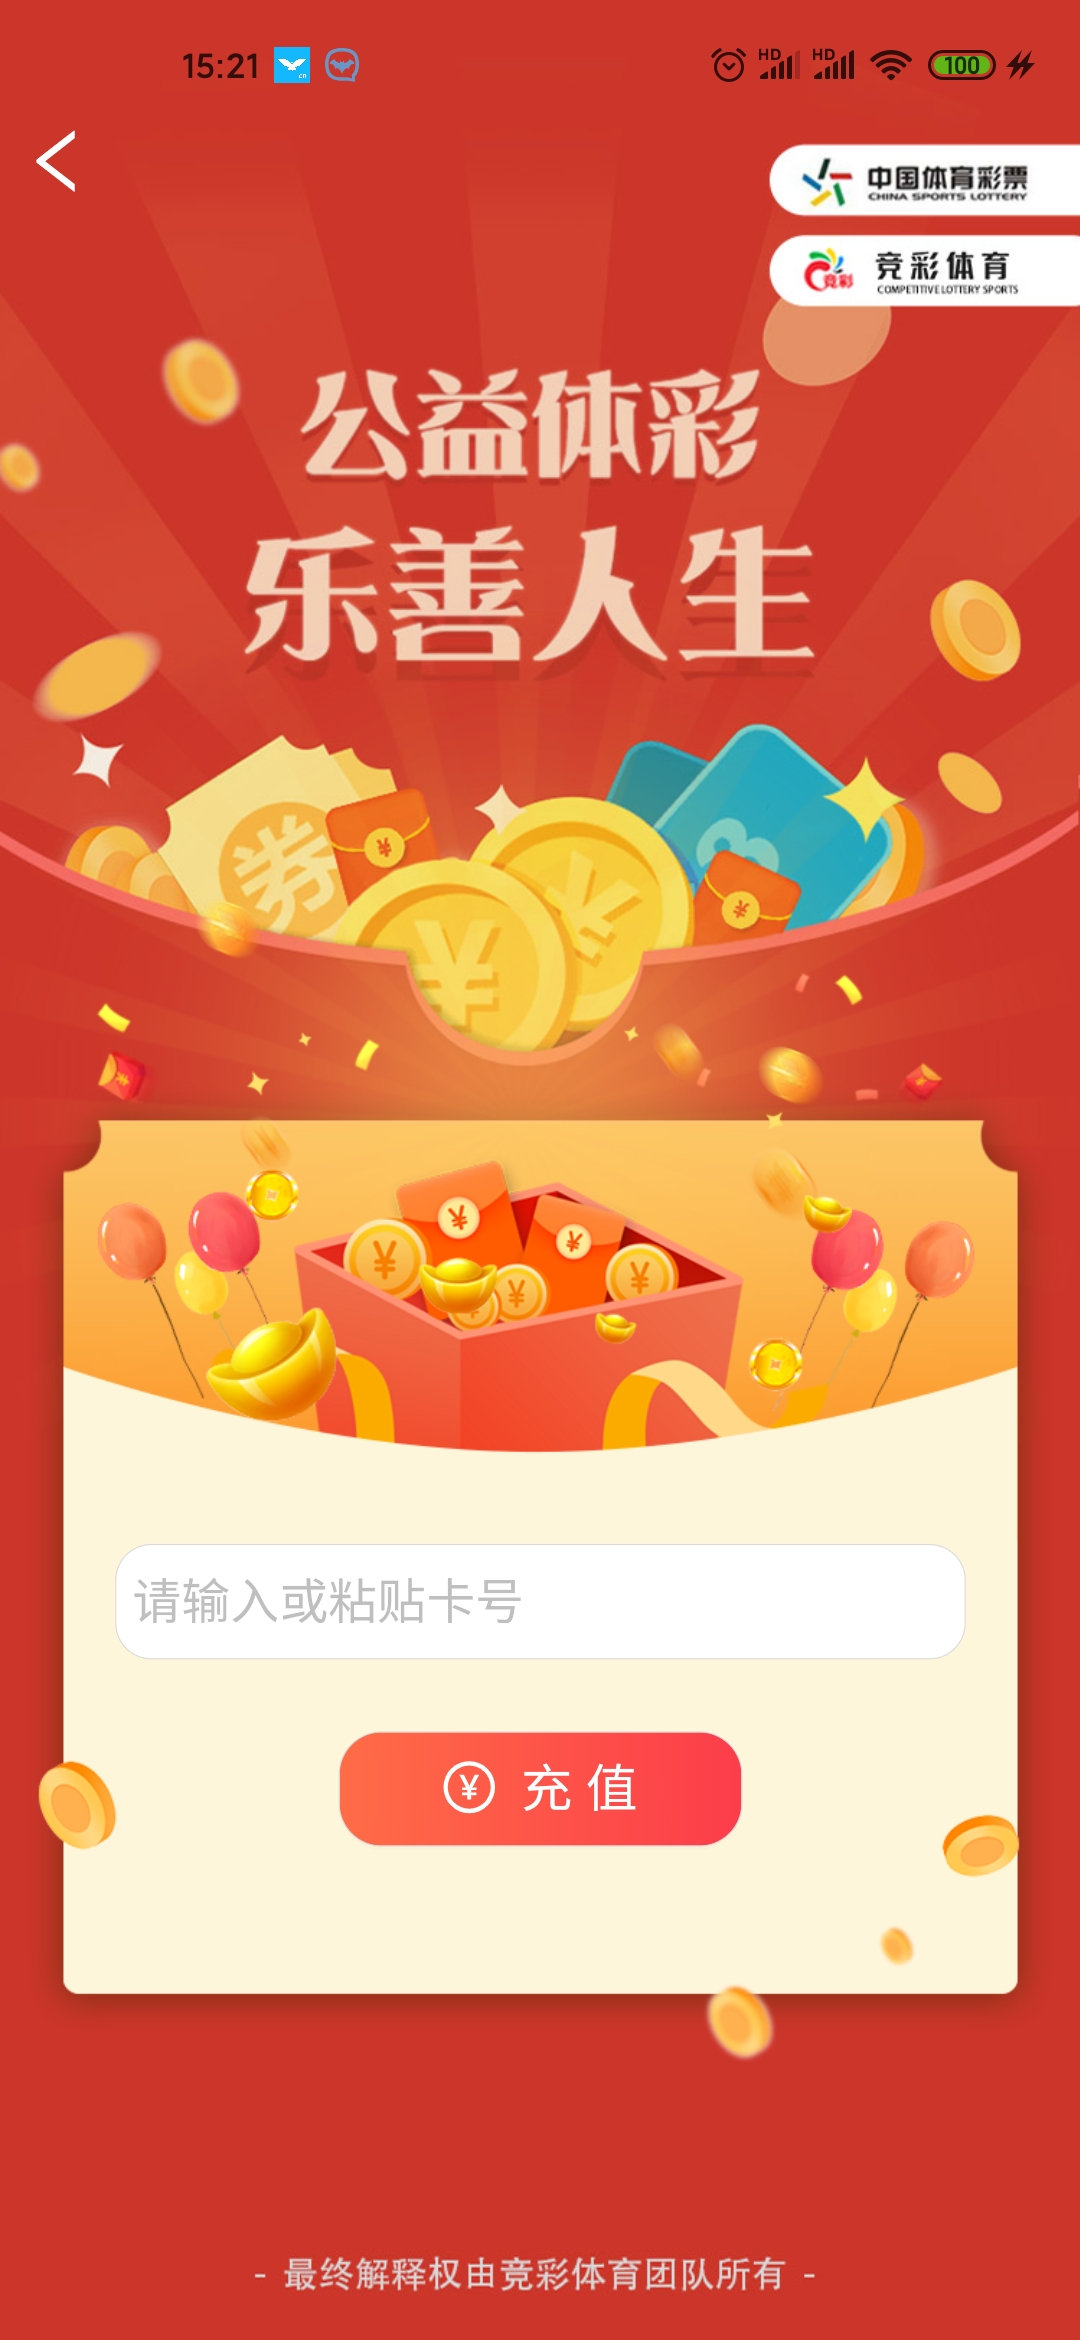 15:21
cn
HD HD 100
中国体育彩票
CHINA SPORTS LOTTERY
竞彩
竞彩体育
COMPETITIVE LOTTERY SPORTS
公益体彩
乐善人生
券
¥ ¥
请输入或粘贴卡号
¥ 充值
- 最终解释权由竞彩体育团队所有 -